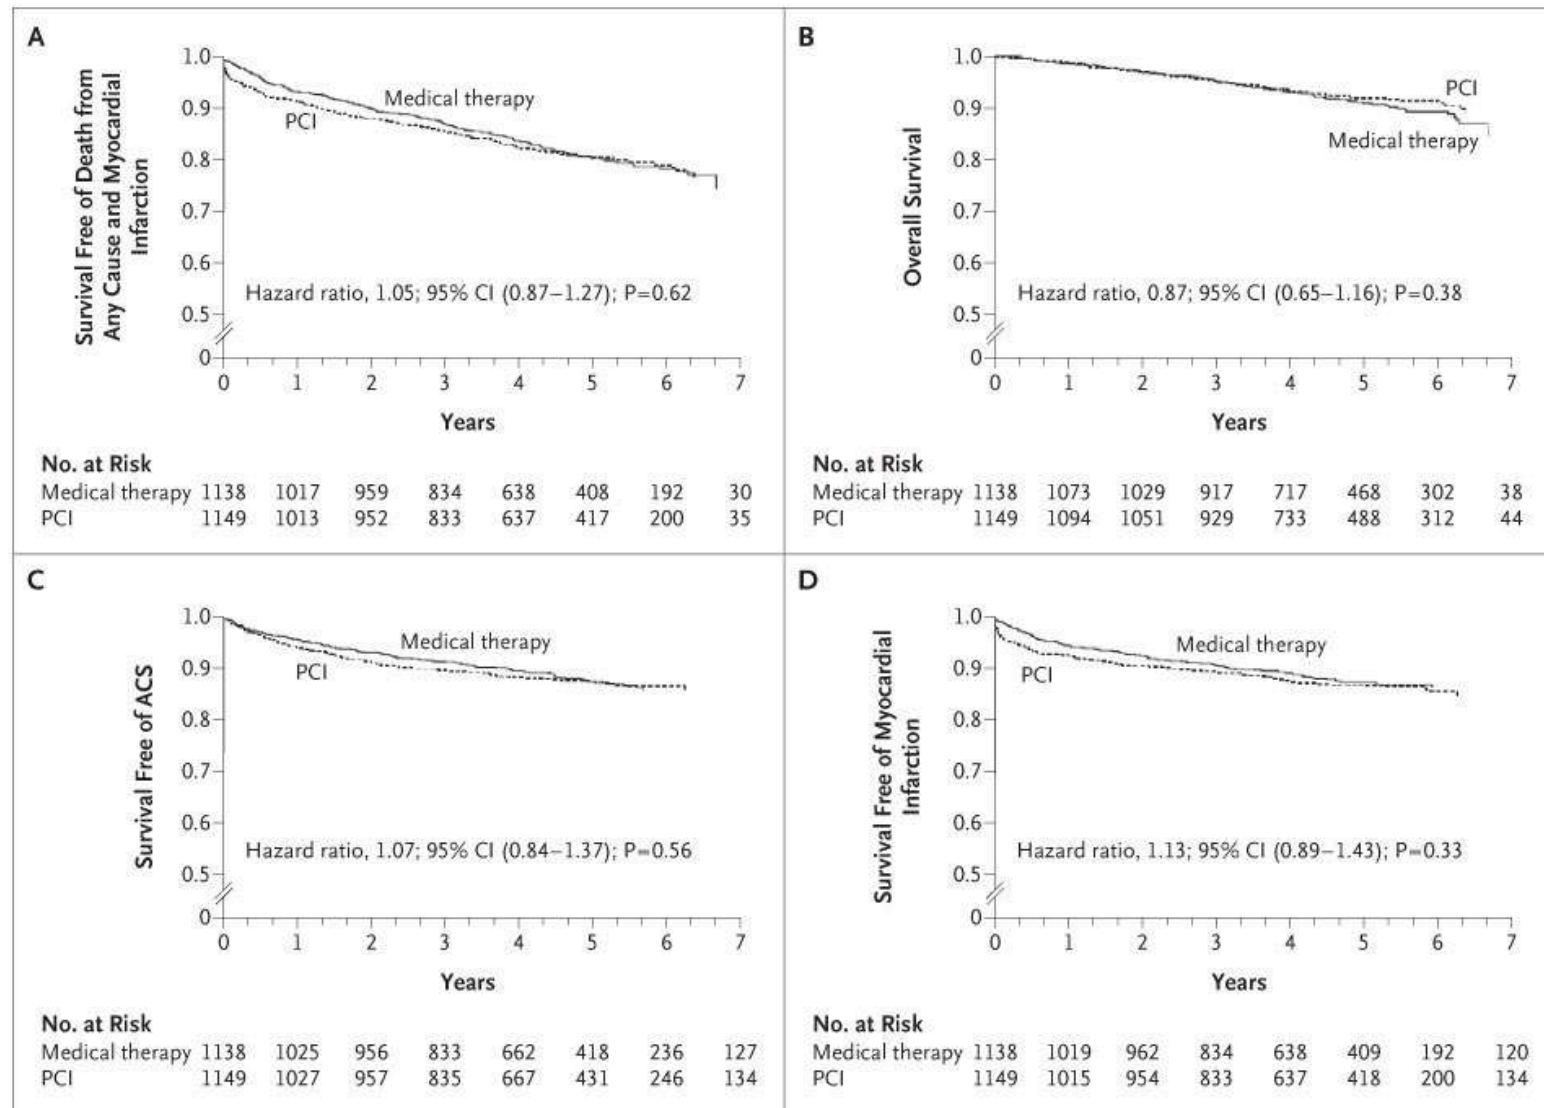 A
Survival Free of Death from
Any Cause and Myocardial
Infarction
1.0
0.9
0.8
0.7
0.6
0.5
0
Medical therapy
PCI
Hazard ratio, 1.05; 95% CI (0.87–1.27); P=0.62
0 1 2 3 4 5 6 7
Years
No. at Risk
Medical therapy 1138 1017 959 834 638 408 192 30
PCI 1149 1013 952 833 637 417 200 35
B
Overall Survival
1.0
0.9
0.8
0.7
0.6
0.5
0
PCI
Medical therapy
Hazard ratio, 0.87; 95% CI (0.65–1.16); P=0.38
0 1 2 3 4 5 6 7
Years
No. at Risk
Medical therapy 1138 1073 1029 917 717 468 302 38
PCI 1149 1094 1051 929 733 488 312 44
C
Survival Free of ACS
1.0
0.9
0.8
0.7
0.6
0.5
0
Medical therapy
PCI
Hazard ratio, 1.07; 95% CI (0.84–1.37); P=0.56
0 1 2 3 4 5 6 7
Years
No. at Risk
Medical therapy 1138 1025 956 833 662 418 236 127
PCI 1149 1027 957 835 667 431 246 134
D
Survival Free of Myocardial
Infarction
1.0
0.9
0.8
0.7
0.6
0.5
0
Medical therapy
PCI
Hazard ratio, 1.13; 95% CI (0.89–1.43); P=0.33
0 1 2 3 4 5 6 7
Years
No. at Risk
Medical therapy 1138 1019 962 834 638 409 192 120
PCI 1149 1015 954 833 637 418 200 134